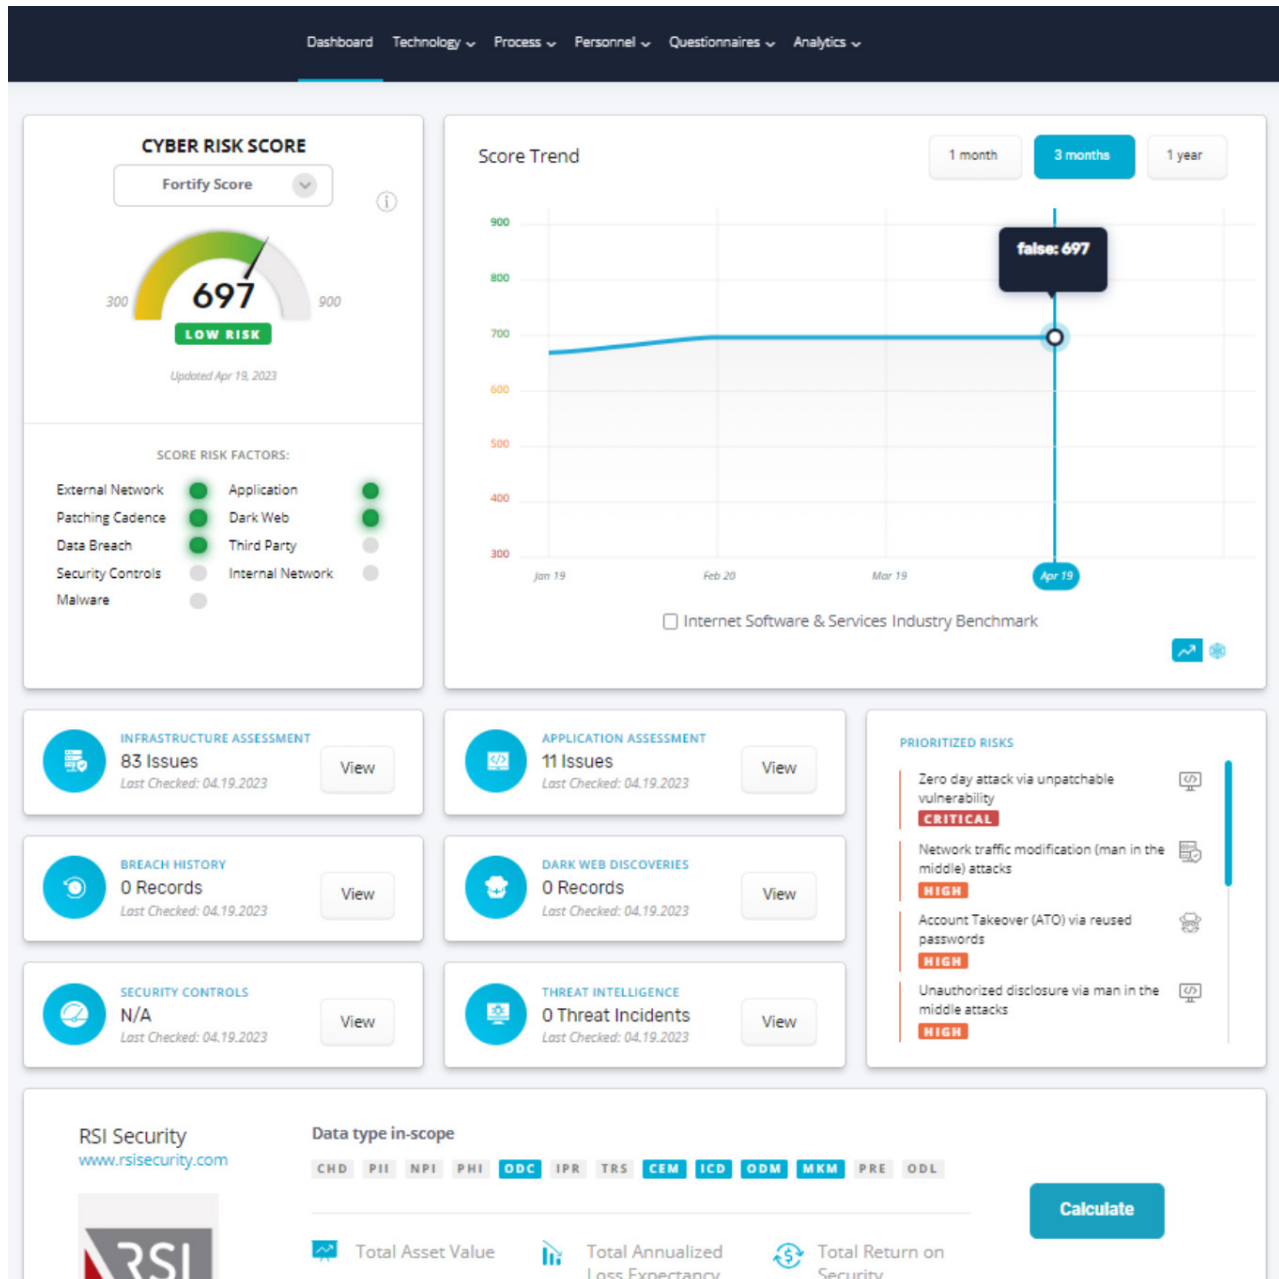 Dashboard Technology Process Personnel Questionnaires Analytics
CYBER RISK SCORE
Fortify Score
300
697
900
LOW RISK
Updated Apr 19, 2023
SCORE RISK FACTORS:
External Network Application
Patching Cadence Dark Web
Data Breach Third Party
Security Controls Internal Network
Malware
Score Trend
1 month 3 months 1 year
900
800
700
600
500
400
300
false: 697
Jan 19 Feb 20 Mar 19 Apr 19
Internet Software & Services Industry Benchmark
INFRASTRUCTURE ASSESSMENT
83 Issues
Last Checked: 04.19.2023
View
APPLICATION ASSESSMENT
11 Issues
Last Checked: 04.19.2023
View
BREACH HISTORY
0 Records
Last Checked: 04.19.2023
View
DARK WEB DISCOVERIES
0 Records
Last Checked: 04.19.2023
View
SECURITY CONTROLS
N/A
Last Checked: 04.19.2023
View
THREAT INTELLIGENCE
0 Threat Incidents
Last Checked: 04.19.2023
View
PRIORITIZED RISKS
Zero day attack via unpatchable
vulnerability
CRITICAL
Network traffic modification (man in the
middle) attacks
HIGH
Account Takeover (ATO) via reused
passwords
HIGH
Unauthorized disclosure via man in the
middle attacks
HIGH
RSI Security
www.rsisecurity.com
RSI
Data type in-scope
CHD PII NPI PHI ODC IPR TRS CEM ICD ODM MKM PRE ODL
Calculate
Total Asset Value
Total Annualized
Loss Expectancy
Total Return on
Security